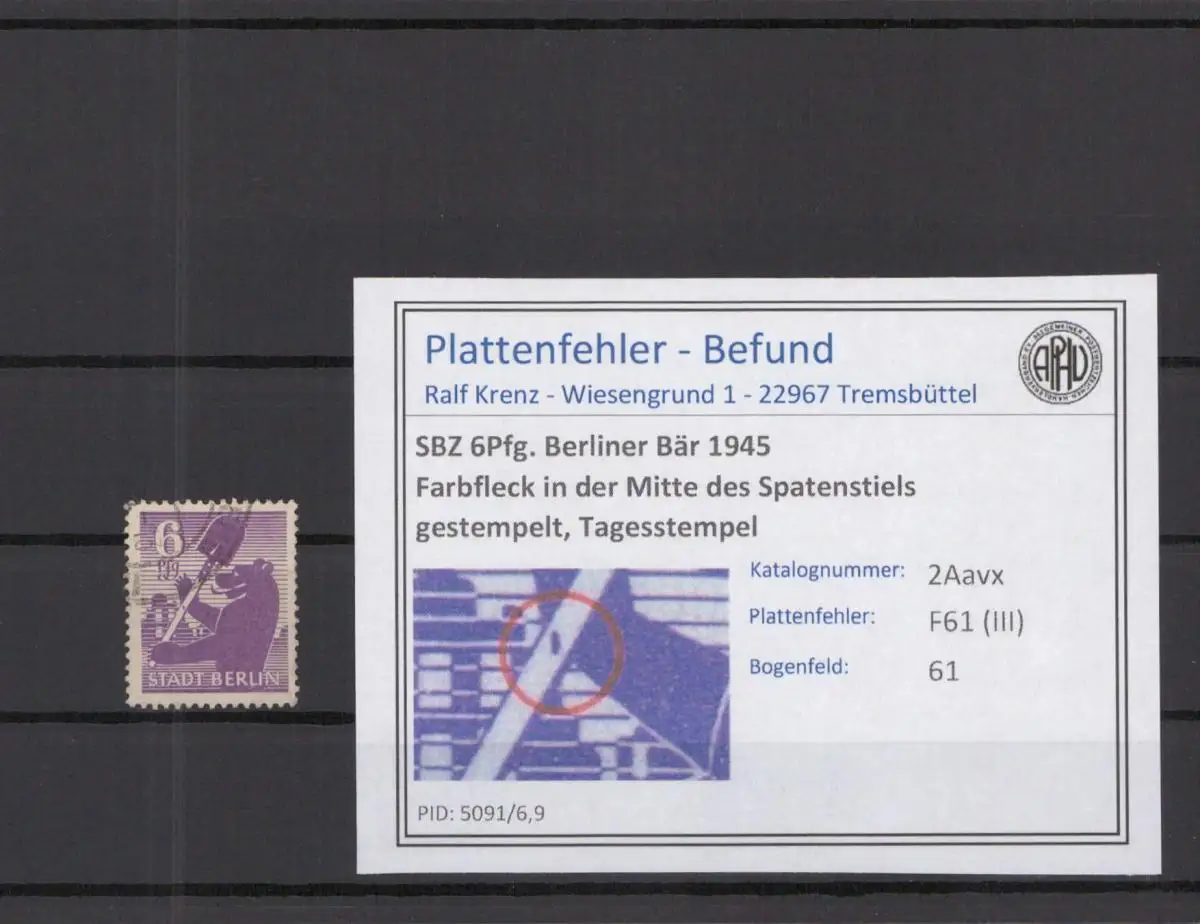 6
Pfg
STADT BERLIN
Plattenfehler - Befund
Ralf Krenz - Wiesengrund 1 - 22967 Tremsbüttel
APHV
SBZ 6Pfg. Berliner Bär 1945
Farbfleck in der Mitte des Spatenstiels
gestempelt, Tagesstempel
Katalognummer: 2Aavx
Plattenfehler: F61 (III)
Bogenfeld: 61
PID: 5091/6,9